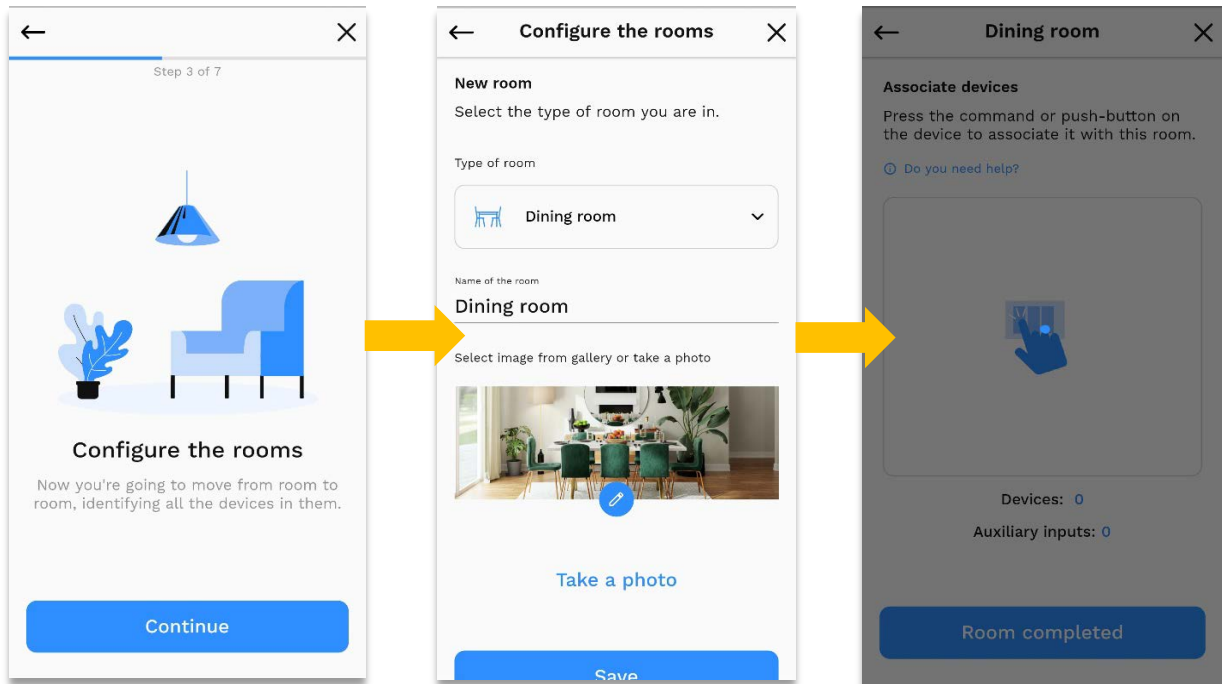 Step 3 of 7
Configure the rooms
Now you're going to move from room to
room, identifying all the devices in them.
Continue
Configure the rooms
New room
Select the type of room you are in.
Type of room
Dining room
Name of the room
Dining room
Select image from gallery or take a photo
Take a photo
Save
Dining room
Associate devices
Press the command or push-button on
the device to associate it with this room.
Do you need help?
Devices: 0
Auxiliary inputs: 0
Room completed